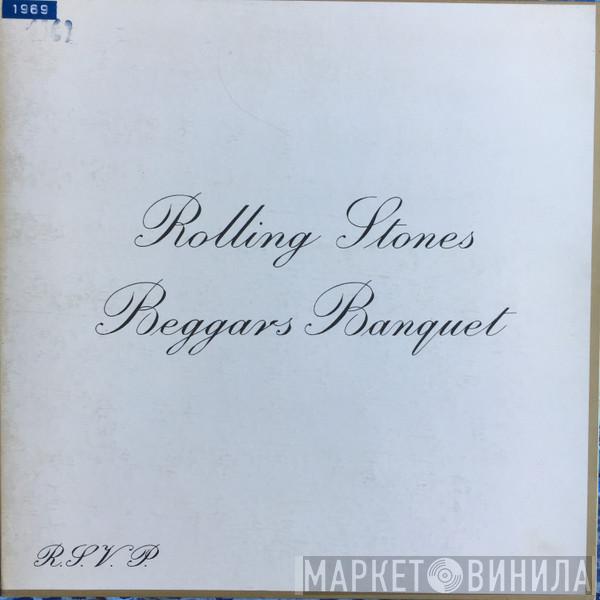 1969
Rolling Stones
Beggars Banquet
R.S.V.P.
МАРКЕТ ВИНИЛА